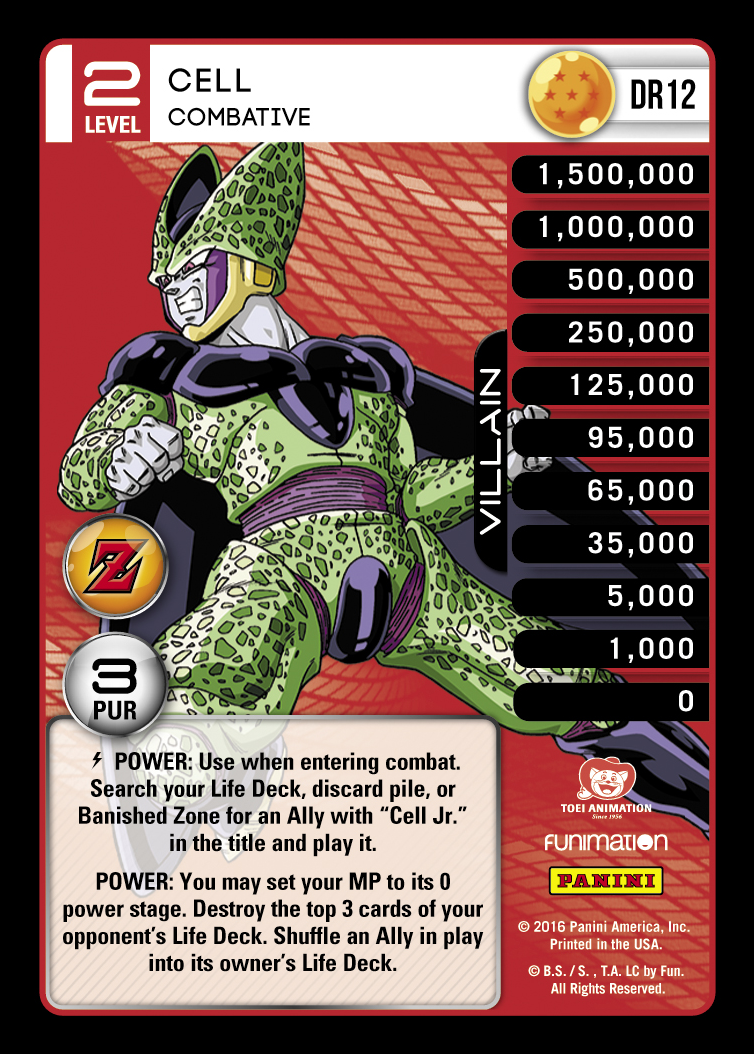 2
LEVEL
CELL
COMBATIVE
DR12
1,500,000
1,000,000
500,000
250,000
125,000
95,000
65,000
35,000
5,000
1,000
0
VILLAIN
Z
3
PUR
POWER: Use when entering combat.
Search your Life Deck, discard pile, or
Banished Zone for an Ally with “Cell Jr.”
in the title and play it.
POWER: You may set your MP to its 0
power stage. Destroy the top 3 cards of your
opponent’s Life Deck. Shuffle an Ally in play
into its owner’s Life Deck.
TOEI ANIMATION
Since 1956
FUNIMATION
PANINI
© 2016 Panini America, Inc.
Printed in the USA.
© B.S. / S. , T.A. LC by Fun.
All Rights Reserved.